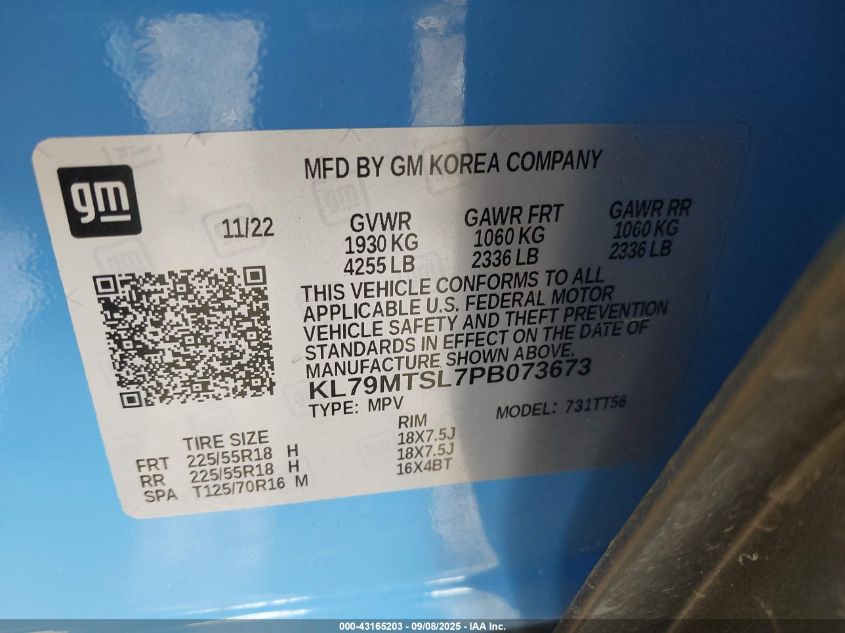 gm
MFD BY GM KOREA COMPANY
11/22
GVWR
1930 KG
4255 LB
GAWR FRT
1060 KG
2336 LB
GAWR RR
1060 KG
2336 LB
THIS VEHICLE CONFORMS TO ALL
APPLICABLE U.S. FEDERAL MOTOR
VEHICLE SAFETY AND THEFT PREVENTION
STANDARDS IN EFFECT ON THE DATE OF
MANUFACTURE SHOWN ABOVE.
KL79MTSL7PB073673
TYPE: MPV MODEL: 731TT56
TIRE SIZE RIM
FRT 225/55R18 H 18X7.5J
RR 225/55R18 H 18X7.5J
SPA T125/70R16 M 16X4BT
000-43165203 - 09/08/2025 - IAA Inc.